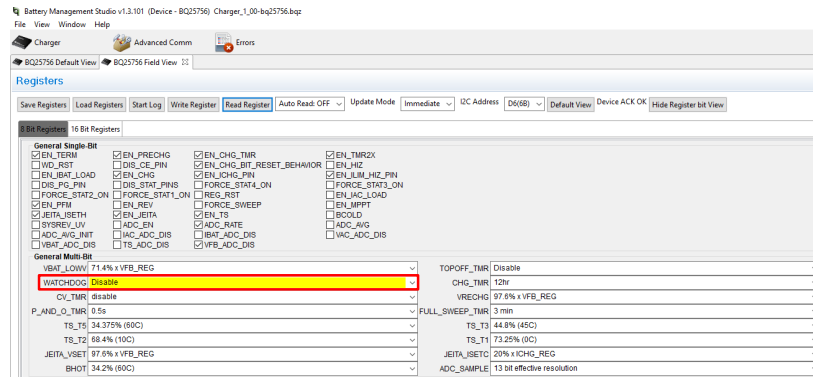 Battery Management Studio v1.3.101 (Device - BQ25756) Charger_1_00-bq25756.bqz
File View Window Help
Charger Advanced Comm Errors
BQ25756 Default View BQ25756 Field View
Registers
Save Registers Load Registers Start Log Write Register Read Register Auto Read: OFF Update Mode Immediate I2C Address D6(6B) Default View Device ACK OK Hide Register bit View
8 Bit Registers 16 Bit Registers
General Single-Bit
EN_TERM EN_PRECHG EN_CHG_TMR EN_TMR2X
WD_RST DIS_CE_PIN EN_CHG_BIT_RESET_BEHAVIOR EN_HIZ
EN_IBAT_LOAD EN_CHG EN_ICHG_PIN EN_ILIM_HIZ_PIN
DIS_PG_PIN DIS_STAT_PINS FORCE_STAT4_ON FORCE_STAT3_ON
FORCE_STAT2_ON FORCE_STAT1_ON REG_RST EN_IAC_LOAD
EN_PFM EN_REV FORCE_SWEEP EN_MPPT
JEITA_ISETH EN_JEITA EN_TS BCOLD
SYSREV_UV ADC_EN ADC_RATE ADC_AVG
ADC_AVG_INIT IAC_ADC_DIS IBAT_ADC_DIS VAC_ADC_DIS
VBAT_ADC_DIS TS_ADC_DIS VFB_ADC_DIS
General Multi-Bit
VBAT_LOWV 71.4% x VFB_REG TOPOFF_TMR Disable
WATCHDOG Disable CHG_TMR 12hr
CV_TMR disable VRECHG 97.6% x VFB_REG
P_AND_O_TMR 0.5s FULL_SWEEP_TMR 3 min
TS_T5 34.375% (60C) TS_T3 44.8% (45C)
TS_T2 68.4% (10C) TS_T1 73.25% (0C)
JEITA_VSET 97.6% x VFB_REG JEITA_ISETC 20% x ICHG_REG
BHOT 34.2% (60C) ADC_SAMPLE 13 bit effective resolution